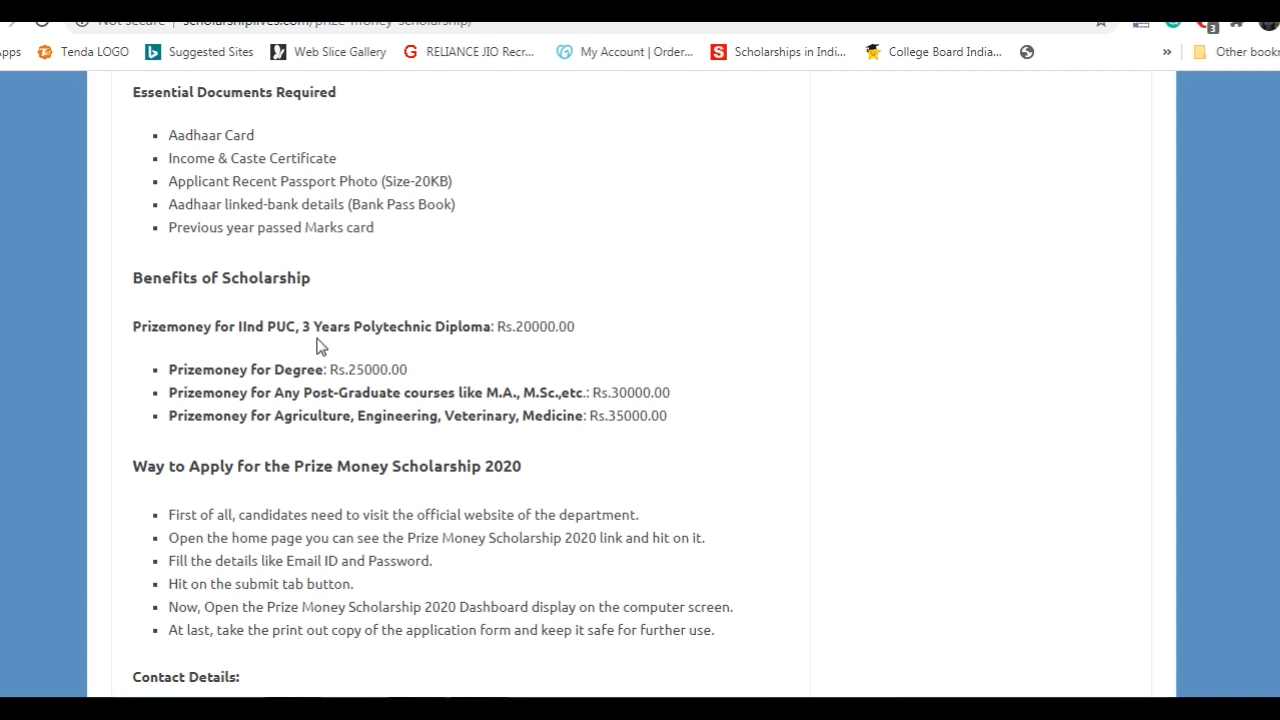 Not secure | scholarshiplives.com/prize-money-scholarship/
3
Apps Tenda LOGO Suggested Sites Web Slice Gallery RELIANCE JIO Recr... My Account | Order... Scholarships in Indi... College Board India... » Other
Essential Documents Required
▪ Aadhaar Card
▪ Income & Caste Certificate
▪ Applicant Recent Passport Photo (Size-20KB)
▪ Aadhaar linked-bank details (Bank Pass Book)
▪ Previous year passed Marks card
Benefits of Scholarship
Prizemoney for IInd PUC, 3 Years Polytechnic Diploma: Rs.20000.00
▪ Prizemoney for Degree: Rs.25000.00
▪ Prizemoney for Any Post-Graduate courses like M.A., M.Sc.,etc.: Rs.30000.00
▪ Prizemoney for Agriculture, Engineering, Veterinary, Medicine: Rs.35000.00
Way to Apply for the Prize Money Scholarship 2020
▪ First of all, candidates need to visit the official website of the department.
▪ Open the home page you can see the Prize Money Scholarship 2020 link and hit on it.
▪ Fill the details like Email ID and Password.
▪ Hit on the submit tab button.
▪ Now, Open the Prize Money Scholarship 2020 Dashboard display on the computer screen.
▪ At last, take the print out copy of the application form and keep it safe for further use.
Contact Details: